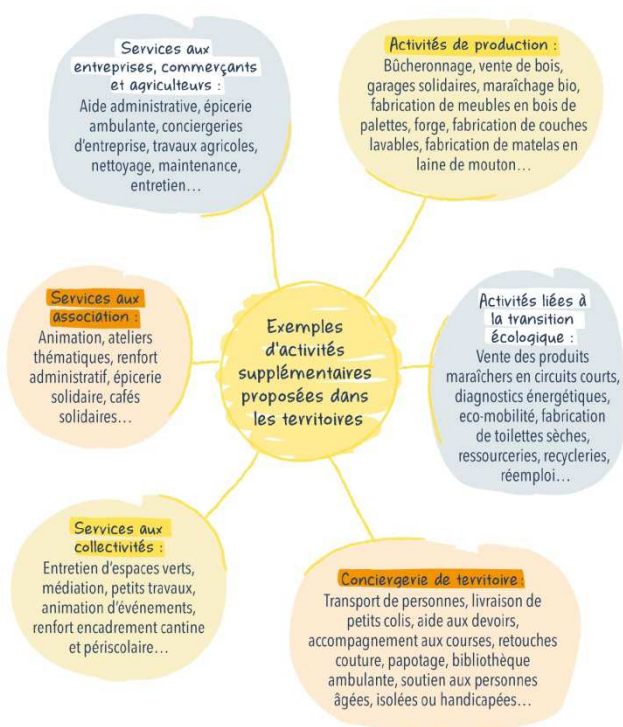 Services aux
entreprises, commerçants
et agriculteurs :
Aide administrative, épicerie
ambulante, conciergeries
d'entreprise, travaux agricoles,
nettoyage, maintenance,
entretien…
Activités de production :
Bûcheronnage, vente de bois,
garages solidaires, maraîchage bio,
fabrication de meubles en bois de
palettes, forge, fabrication de couches
lavables, fabrication de matelas en
laine de mouton…
Services aux
association :
Animation, ateliers
thématiques, renfort
administratif, épicerie
solidaire, cafés
solidaires…
Exemples
d'activités
supplémentaires
proposées dans
les territoires
Activités liées à
la transition
écologique :
Vente des produits
maraîchers en circuits courts,
diagnostics énergétiques,
eco-mobilité, fabrication
de toilettes sèches,
ressourceries, recycleries,
réemploi…
Services aux
collectivités :
Entretien d'espaces verts,
médiation, petits travaux,
animation d'événements,
renfort encadrement cantine
et périscolaire…
Conciergerie de territoire :
Transport de personnes, livraison de
petits colis, aide aux devoirs,
accompagnement aux courses, retouches
couture, papotage, bibliothèque
ambulante, soutien aux personnes
âgées, isolées ou handicapées…